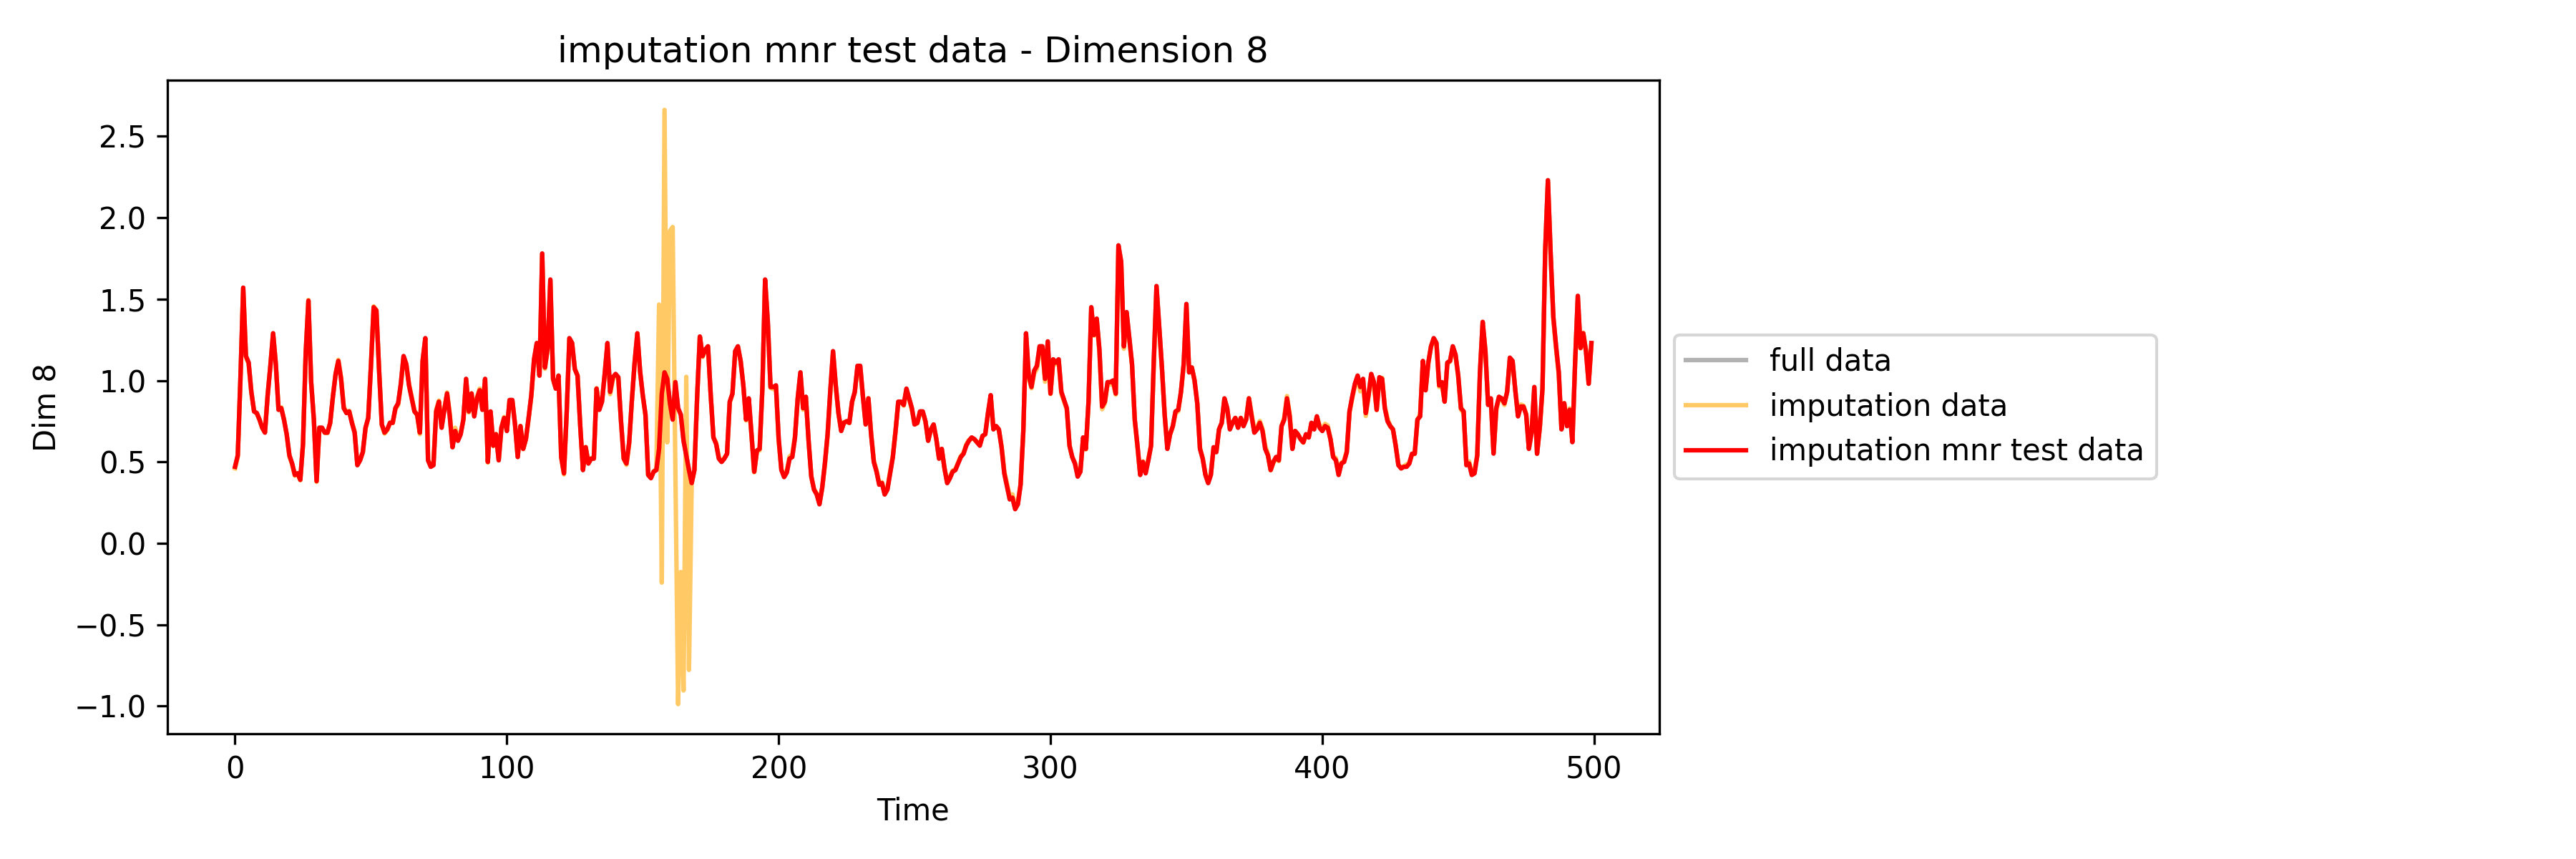 imputation mnr test data - Dimension 8
2.5
2.0
1.5
1.0
0.5
0.0
−0.5
−1.0
Dim 8
0 100 200 300 400 500
Time
full data
imputation data
imputation mnr test data